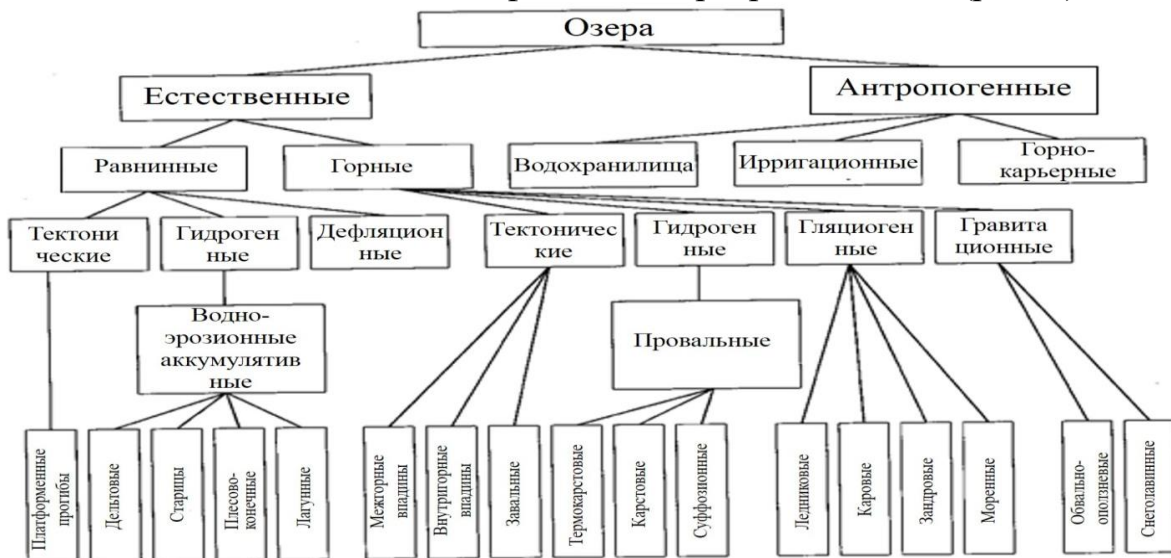 Озера
Естественные
Антропогенные
Равнинные
Горные
Водохранилища
Ирригационные
Горно-
карьерные
Тектони
ческие
Гидроген
ные
Дефляцион
ные
Тектоничес
кие
Гидроген
ные
Гляциоген
ные
Гравита
ционные
Водно-
эрозионные
аккумулятив
ные
Провальные
Платформенные
прогибы
Дельтовые
Старицы
Плесово-
конечные
Лагунные
Межгорные
впадины
Внутригорные
впадины
Завальные
Термокарстовые
Карстовые
Суффозионные
Ледниковые
Каровые
Зандровые
Моренные
Обвально-
оползневые
Снеголавинные